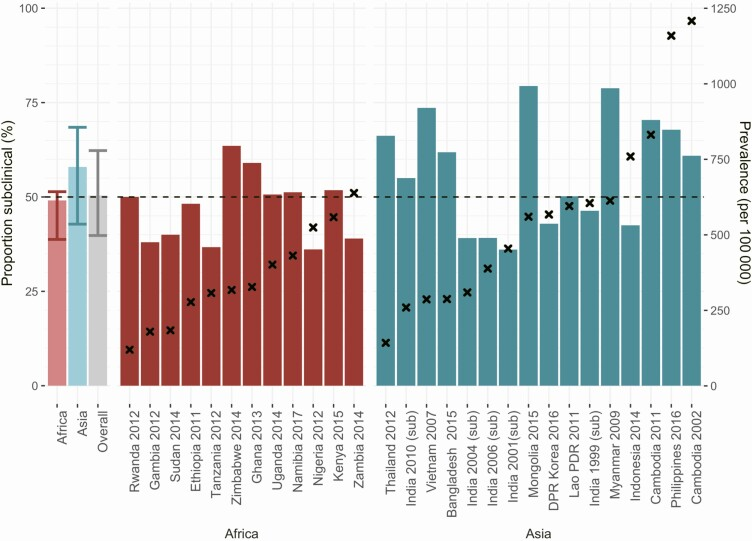 Proportion subclinical (%)
100
75
50
25
0
Prevalence (per 100 000)
1250
1000
750
500
250
0
Africa
Asia
Overall
Rwanda 2012
Gambia 2012
Sudan 2014
Ethiopia 2011
Tanzania 2012
Zimbabwe 2014
Ghana 2013
Uganda 2014
Namibia 2017
Nigeria 2012
Kenya 2015
Zambia 2014
Thailand 2012
India 2010 (sub)
Vietnam 2007
Bangladesh 2015
India 2004 (sub)
India 2006 (sub)
India 2001(sub)
Mongolia 2015
DPR Korea 2016
Lao PDR 2011
India 1999 (sub)
Myanmar 2009
Indonesia 2014
Cambodia 2011
Philippines 2016
Cambodia 2002
Africa
Asia